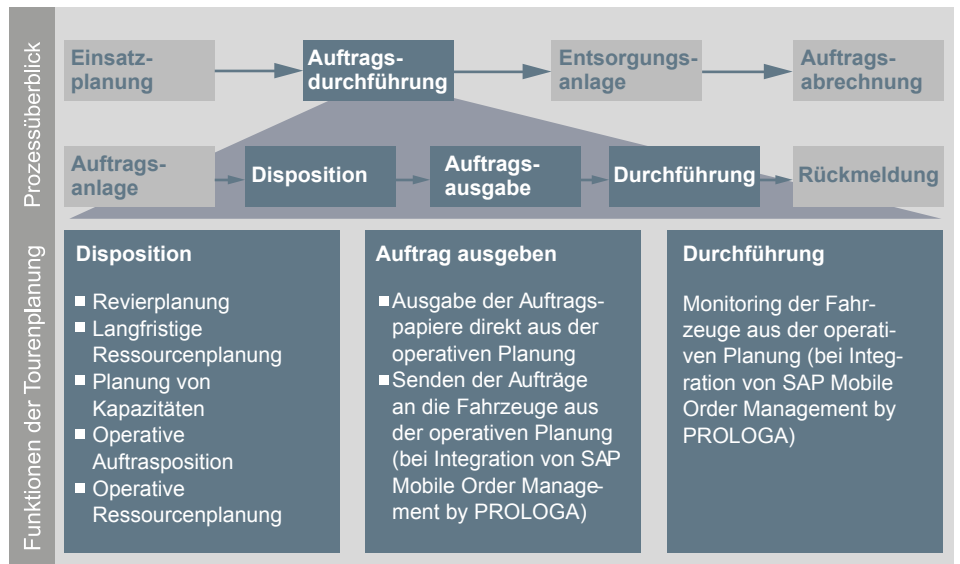 Prozessüberblick
Einsatz-
planung
Auftrags-
durchführung
Entsorgungs-
anlage
Auftrags-
abrechnung
Auftrags-
anlage
Disposition
Auftrags-
ausgabe
Durchführung
Rückmeldung
Funktionen der Tourenplanung
Disposition
Revierplanung
Langfristige
Ressourcenplanung
Planung von
Kapazitäten
Operative
Auftrasposition
Operative
Ressourcenplanung
Auftrag ausgeben
Ausgabe der Auftrags-
papiere direkt aus der
operativen Planung
Senden der Aufträge
an die Fahrzeuge aus
der operativen Planung
(bei Integration von SAP
Mobile Order Manage-
ment by PROLOGA)
Durchführung
Monitoring der Fahr-
zeuge aus der operati-
ven Planung (bei Integ-
ration von SAP Mobile
Order Management by
PROLOGA)